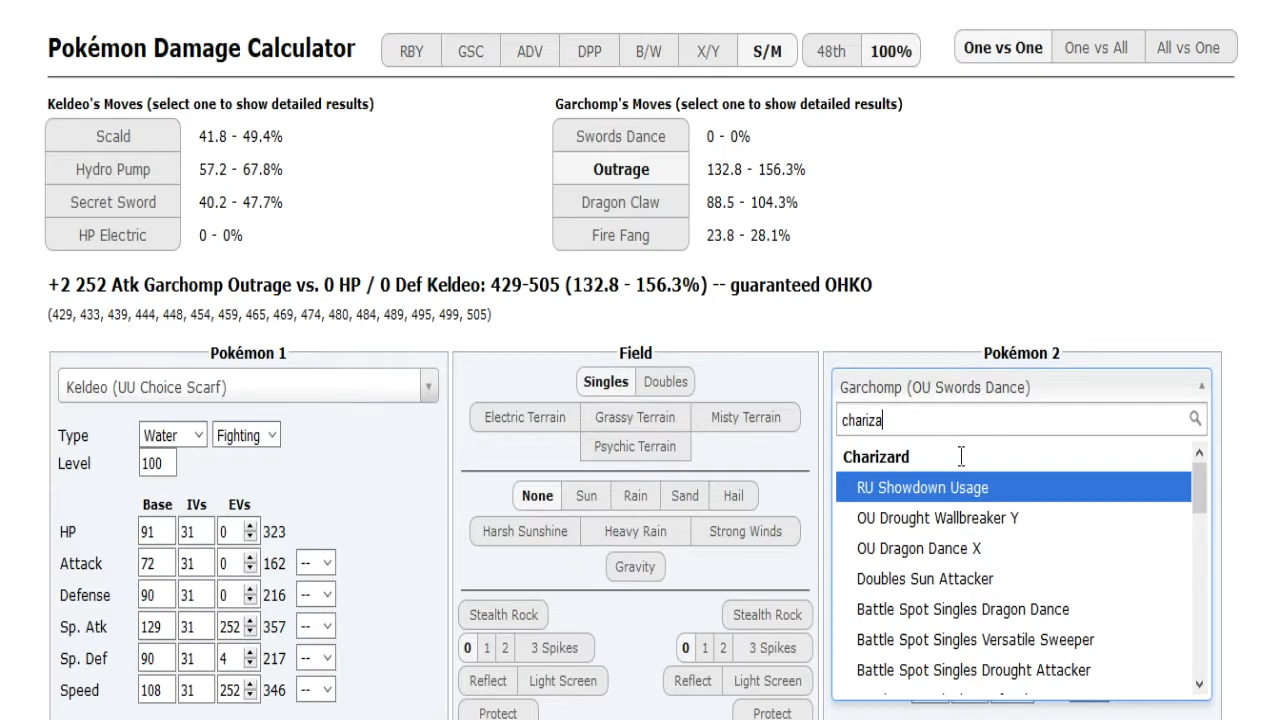 Pokémon Damage Calculator RBY GSC ADV DPP B/W X/Y S/M 48th 100% One vs One One vs All All vs One
Keldeo's Moves (select one to show detailed results) Garchomp's Moves (select one to show detailed results)
Scald 41.8 - 49.4% Swords Dance 0 - 0%
Hydro Pump 57.2 - 67.8% Outrage 132.8 - 156.3%
Secret Sword 40.2 - 47.7% Dragon Claw 88.5 - 104.3%
HP Electric 0 - 0% Fire Fang 23.8 - 28.1%
+2 252 Atk Garchomp Outrage vs. 0 HP / 0 Def Keldeo: 429-505 (132.8 - 156.3%) -- guaranteed OHKO
(429, 433, 439, 444, 448, 454, 459, 465, 469, 474, 480, 484, 489, 495, 499, 505)
Pokémon 1
Keldeo (UU Choice Scarf)
Type Water Fighting
Level 100
Base IVs EVs
HP 91 31 0 323
Attack 72 31 0 162 --
Defense 90 31 0 216 --
Sp. Atk 129 31 252 357 --
Sp. Def 90 31 4 217 --
Speed 108 31 252 346 --
Field
Singles Doubles
Electric Terrain Grassy Terrain Misty Terrain
Psychic Terrain
None Sun Rain Sand Hail
Harsh Sunshine Heavy Rain Strong Winds
Gravity
Stealth Rock Stealth Rock
0 1 2 3 Spikes 0 1 2 3 Spikes
Reflect Light Screen Reflect Light Screen
Protect Protect
Pokémon 2
Garchomp (OU Swords Dance)
chariza
Charizard
RU Showdown Usage
OU Drought Wallbreaker Y
OU Dragon Dance X
Doubles Sun Attacker
Battle Spot Singles Dragon Dance
Battle Spot Singles Versatile Sweeper
Battle Spot Singles Drought Attacker